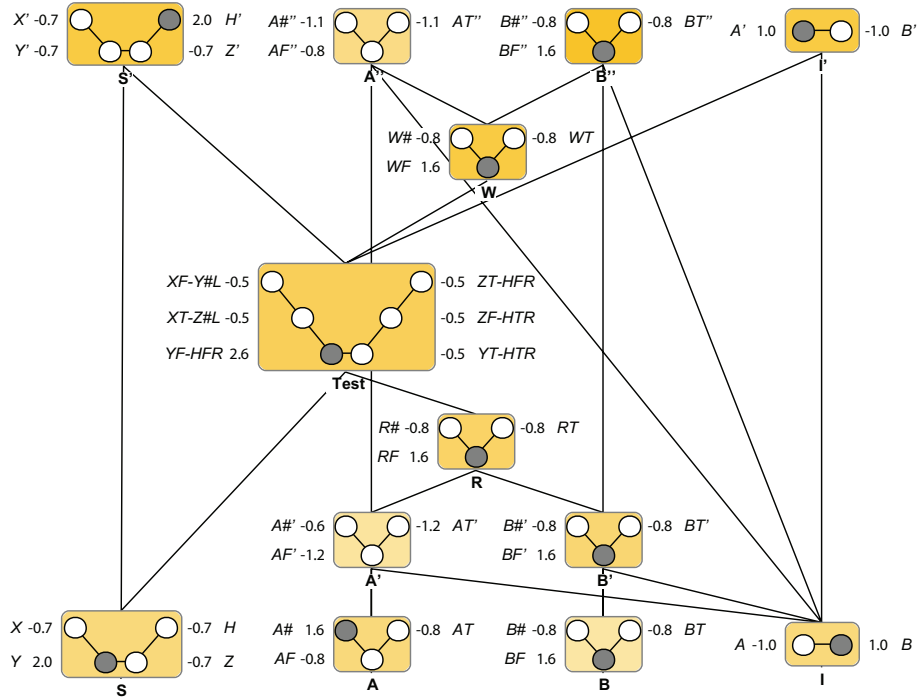 X' -0.7 2.0 H' A#'' -1.1 -1.1 AT'' B#'' -0.8 -0.8 BT''
A' 1.0 -1.0 B'
Y' -0.7 -0.7 Z' AF'' -0.8 BF'' 1.6
S' A'' B'' I'
W# -0.8 -0.8 WT
WF 1.6
W
XF-Y#L -0.5 -0.5 ZT-HFR
XT-Z#L -0.5 -0.5 ZF-HTR
YF-HFR 2.6 -0.5 YT-HTR
Test
R# -0.8 -0.8 RT
RF 1.6
R
A#' -0.6 -1.2 AT' B#' -0.8 -0.8 BT'
AF' -1.2 BF' 1.6
A' B'
X -0.7 -0.7 H A# 1.6 -0.8 AT B# -0.8 -0.8 BT
A -1.0 1.0 B
Y 2.0 -0.7 Z AF -0.8 BF 1.6
S A B I